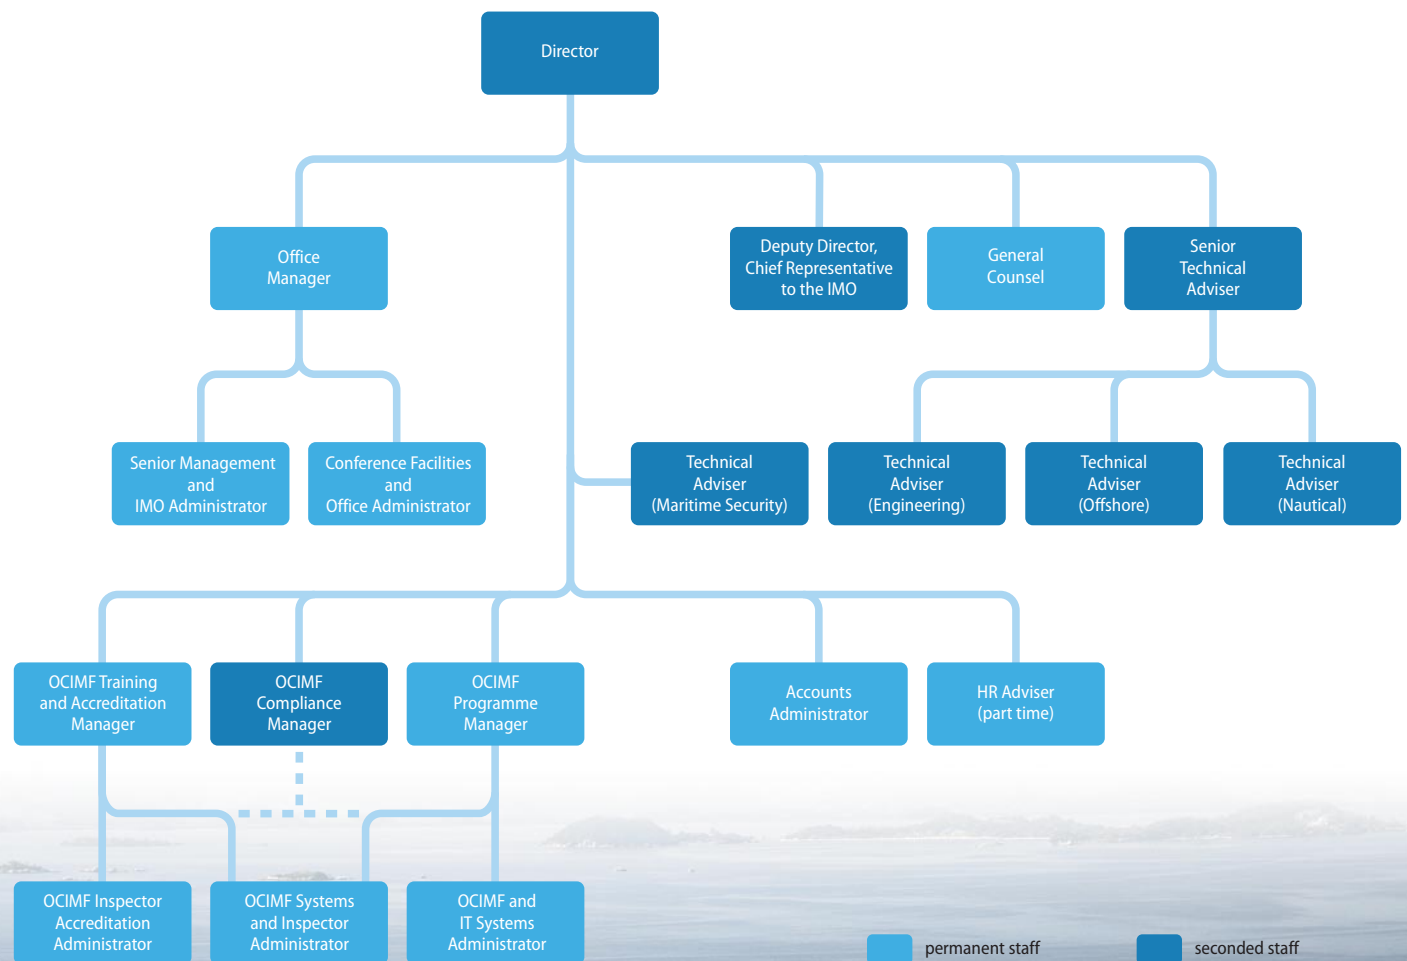 Director
Office
Manager
Deputy Director,
Chief Representative
to the IMO
General
Counsel
Senior
Technical
Adviser
Senior Management
and
IMO Administrator
Conference Facilities
and
Office Administrator
Technical
Adviser
(Maritime Security)
Technical
Adviser
(Engineering)
Technical
Adviser
(Offshore)
Technical
Adviser
(Nautical)
OCIMF Training
and Accreditation
Manager
OCIMF
Compliance
Manager
OCIMF
Programme
Manager
Accounts
Administrator
HR Adviser
(part time)
OCIMF Inspector
Accreditation
Administrator
OCIMF Systems
and Inspector
Administrator
OCIMF and
IT Systems
Administrator
permanent staff
seconded staff